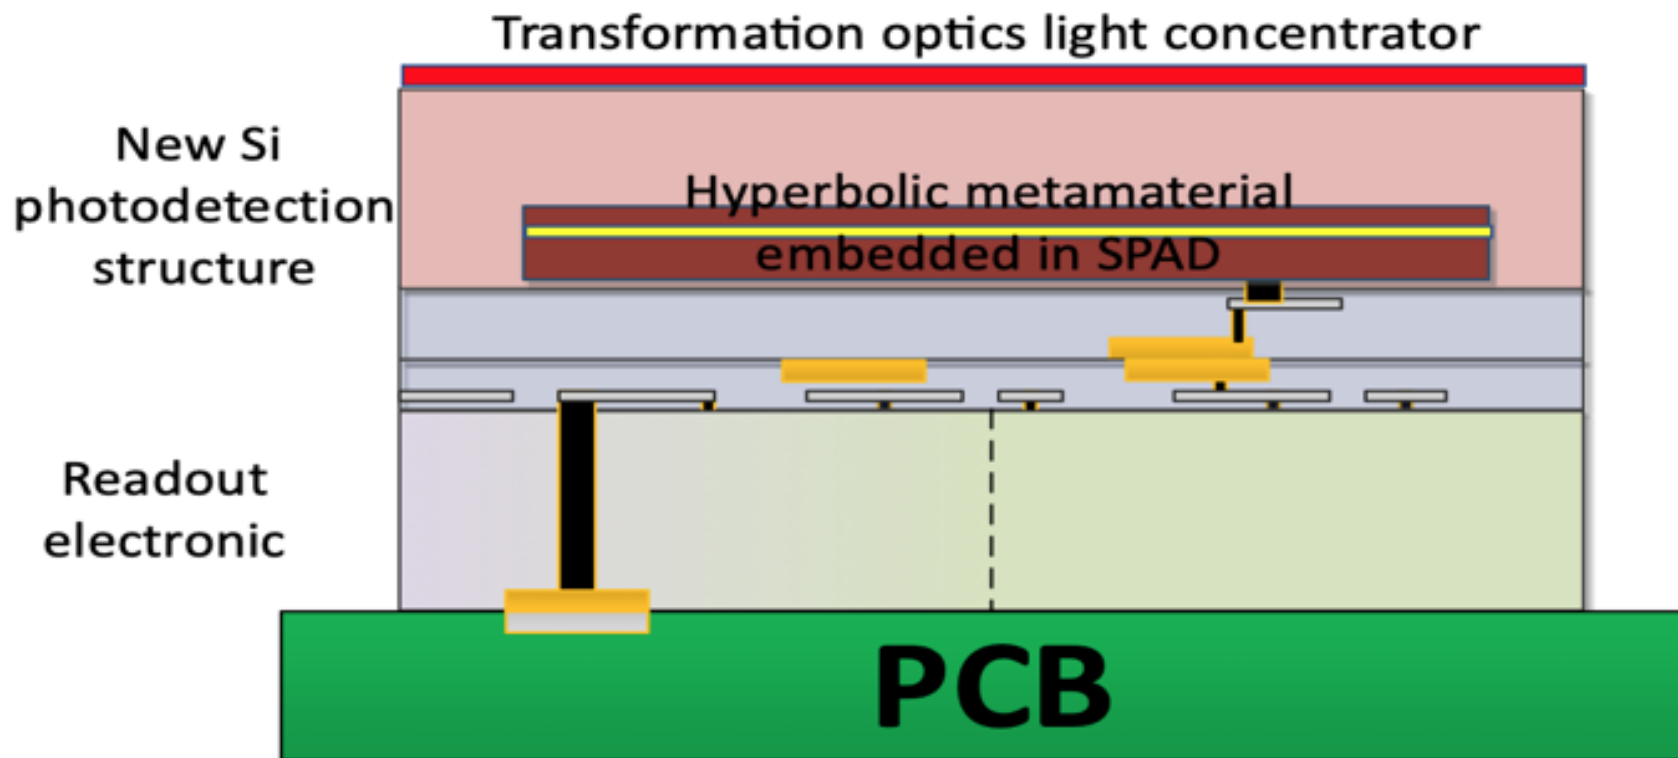 Transformation optics light concentrator
New Si
photodetection
structure
Hyperbolic metamaterial
embedded in SPAD
Readout
electronic
PCB